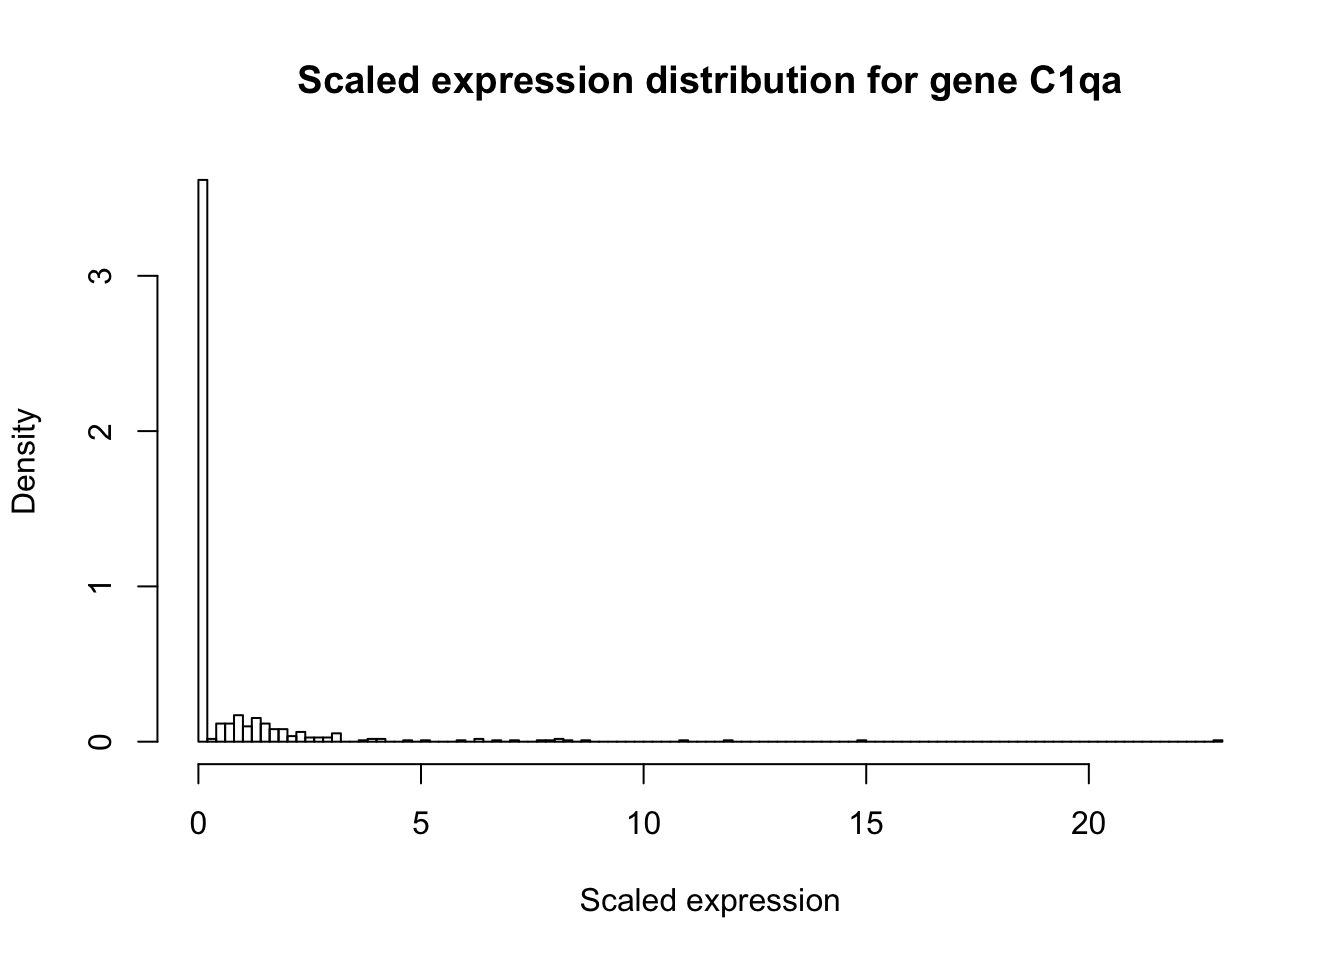 Scaled expression distribution for gene C1qa
Density
3
2
1
0
0 5 10 15 20
Scaled expression